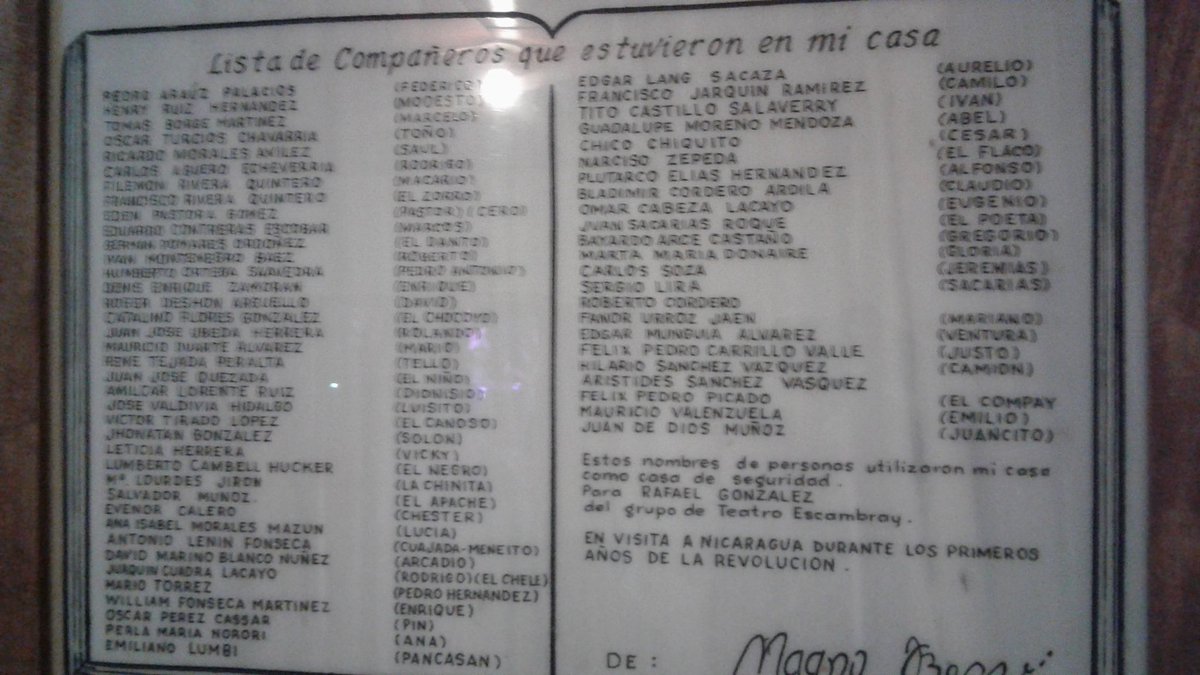 Lista de Compañeros que estuvieron en mi casa
PEDRO ARAUZ PALACIOS (FEDERICO)
HENRY RUIZ HERNANDEZ (MODESTO)
TOMAS BORGE MARTINEZ (MARCELO)
OSCAR TURCIOS CHAVARRIA (TOÑO)
RICARDO MORALES AVILEZ (SAUL)
CARLOS AGUERO ECHEVERRIA (RODRIGO)
FILEMON RIVERA QUINTERO (MACARIO)
FRANCISCO RIVERA QUINTERO (EL ZORRO)
EDEN PASTORA GOMEZ (PASTOR) (CERO)
EDUARDO CONTRERAS ESCOBAR (MARCOS)
GERMAN POMARES ORDOÑEZ (EL DANTO)
IVAN MONTENEGRO BAEZ (ROBERTO)
HUMBERTO ORTEGA SAAVEDRA (PEDRO ANTONIO)
RENE ENRIQUE ZAMORAN (ENRIQUE)
ROGER DESHON ARGUELLO (DAVID)
CATALINO FLORES GONZALEZ (EL CHOCOYO)
JUAN JOSE UBEDA HERRERA (ROLANDO)
MAURICIO DUARTE ALVAREZ (MARIO)
RENE TEJADA PERALTA (TELLO)
JUAN JOSE QUEZADA (EL NIÑO)
AMILCAR LORENTE RUIZ (DIONISIO)
JOSE VALDIVIA HIDALGO (LUISITO)
VICTOR TIRADO LOPEZ (EL CANOSO)
JHONATAN GONZALEZ (SOLON)
LETICIA HERRERA (VICKY)
LUMBERTO CAMBELL HUCKER (EL NEGRO)
Mª. LOURDES JIRON (LA CHINITA)
SALVADOR MUÑOZ. (EL APACHE)
EVENOR CALERO (CHESTER)
ANA ISABEL MORALES MAZUN (LUCIA)
ANTONIO LENIN FONSECA (CUAJADA-MENEITO)
DAVID MARINO BLANCO NUÑEZ (ARCADIO)
JOAQUIN CUADRA LACAYO (RODRIGO) (EL CHELE)
MARIO TORREZ (PEDRO HERNANDEZ)
WILLIAM FONSECA MARTINEZ (ENRIQUE)
OSCAR PEREZ CASSAR (PIN)
PERLA MARIA NORORI (ANA)
EMILIANO LUMBI (PANCASAN)
EDGAR LANG SACAZA (AURELIO)
FRANCISCO JARQUIN RAMIREZ (CAMILO)
TITO CASTILLO SALAVERRY (IVAN)
GUADALUPE MORENO MENDOZA (ABEL)
CHICO CHIQUITO (CESAR)
NARCISO ZEPEDA (EL FLACO)
PLUTARCO ELIAS HERNANDEZ (ALFONSO)
BLADIMIR CORDERO ARDILA (CLAUDIO)
OMAR CABEZA LACAYO (EUGENIO)
JUAN SACARIAS ROQUE (EL POETA)
BAYARDO ARCE CASTAÑO (GREGORIO)
MARTA MARIA DONAIRE (GLORIA)
CARLOS SOZA (JEREMIAS)
SERGIO LIRA (SACARIAS)
ROBERTO CORDERO
FANOR URROZ JAEN (MARIANO)
EDGAR MUNGUIA ALVAREZ (VENTURA)
FELIX PEDRO CARRILLO VALLE (JUSTO)
HILARIO SANCHEZ VAZQUEZ (CAMION)
ARISTIDES SANCHEZ VASQUEZ
FELIX PEDRO PICADO (EL COMPAY
MAURICIO VALENZUELA (EMILIO)
JUAN DE DIOS MUÑOZ (JUANCITO)
Estos nombres de personas utilizaron mi casa
como casa de seguridad.
Para RAFAEL GONZALEZ
del grupo de Teatro Escambray.
EN VISITA A NICARAGUA DURANTE LOS PRIMEROS
AÑOS DE LA REVOLUCION.
DE: Magno